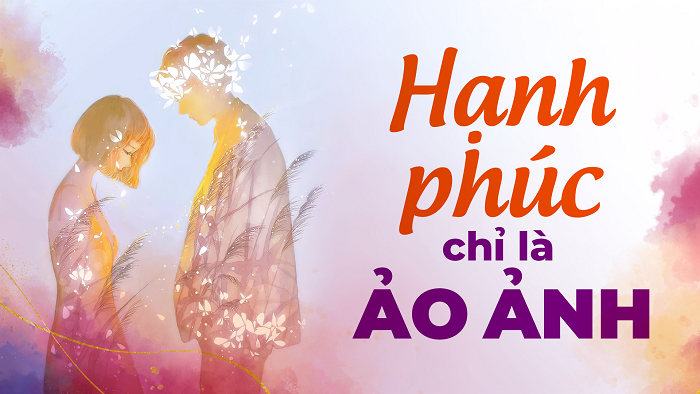 Hạnh
phúc
chỉ là
ẢO ẢNH